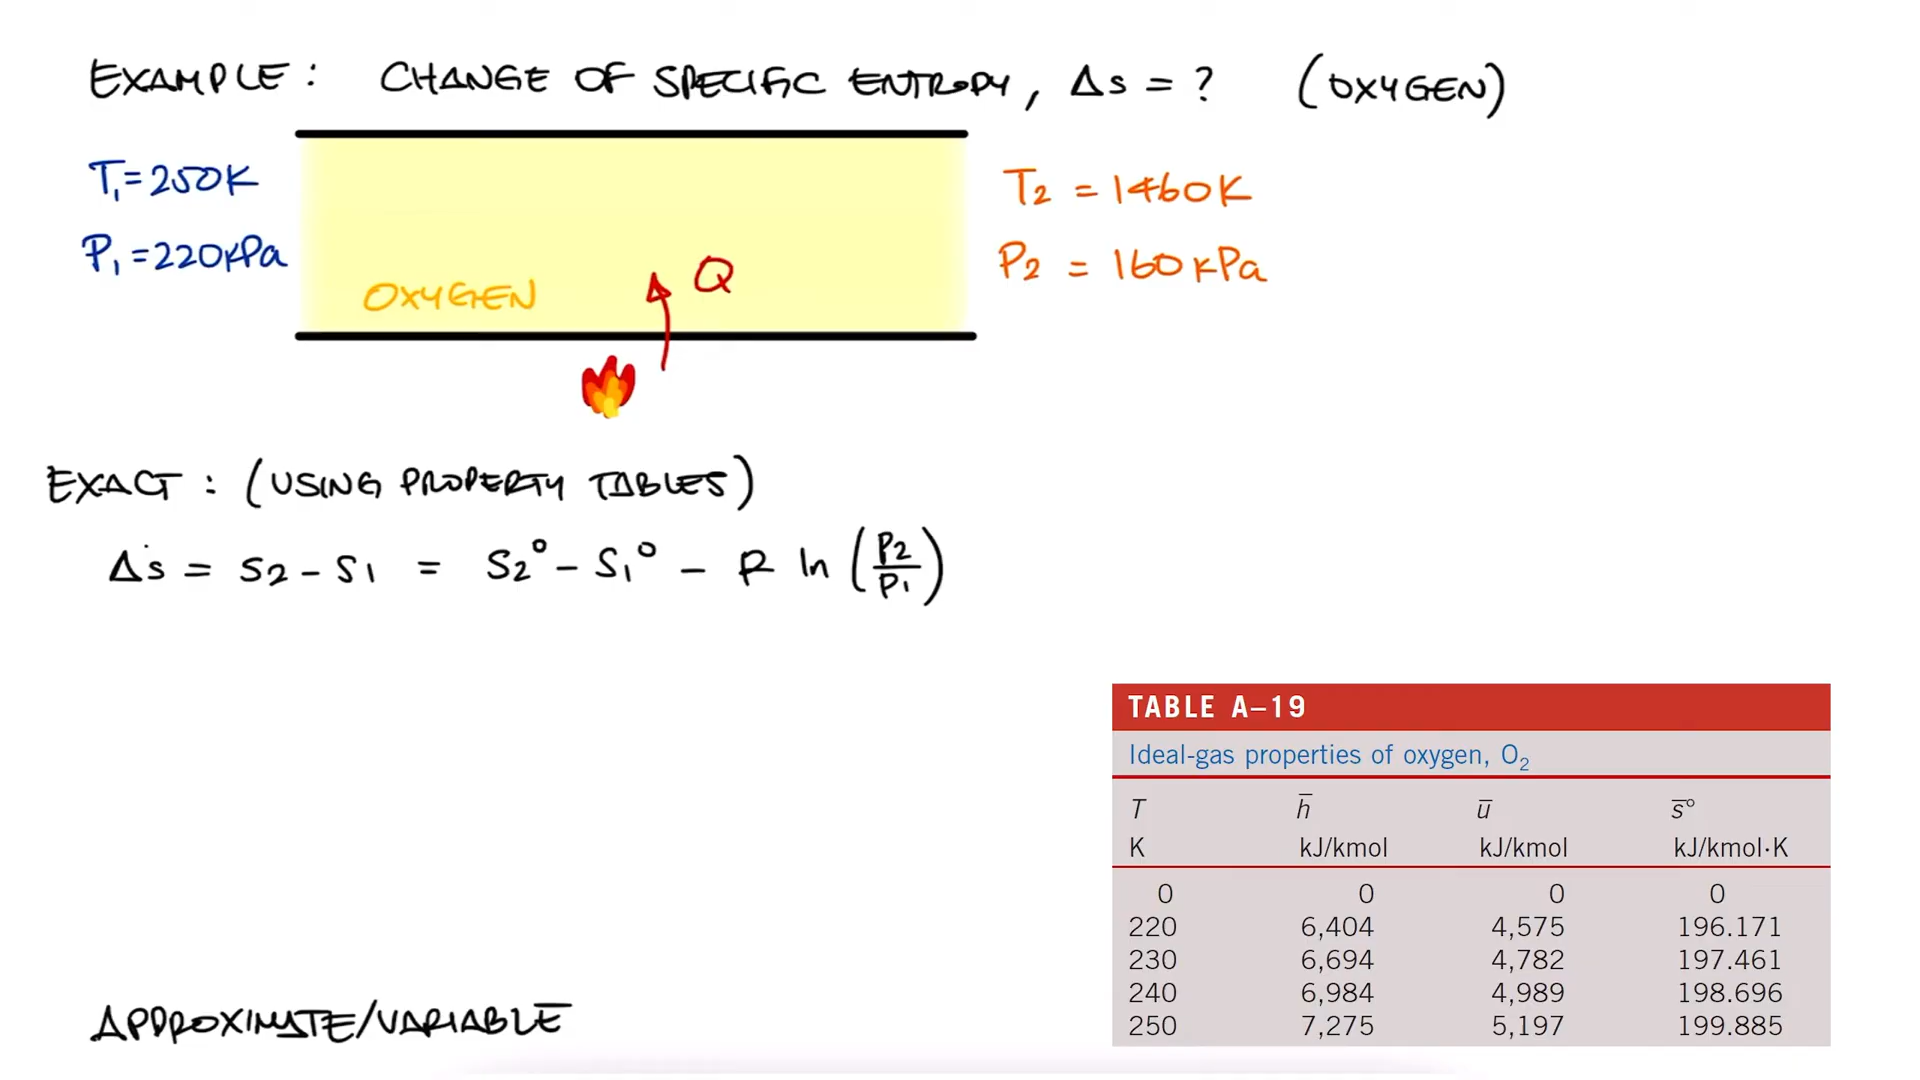 EXAMPLE: CHANGE OF SPECIFIC ENTROPY, Δs = ? (OXYGEN)
T₁=250K
P₁=220kPa
OXYGEN
Q
T₂ = 1460K
P₂ = 160kPa
EXACT: (USING PROPERTY TABLES)
Δs = s₂ - s₁ = s₂° - s₁° - R ln (P₂/P₁)
TABLE A–19
Ideal-gas properties of oxygen, O₂
T h̅ u̅ s̅°
K kJ/kmol kJ/kmol kJ/kmol·K
0 0 0 0
220 6,404 4,575 196.171
230 6,694 4,782 197.461
240 6,984 4,989 198.696
250 7,275 5,197 199.885
APPROXIMATE/VARIABLE